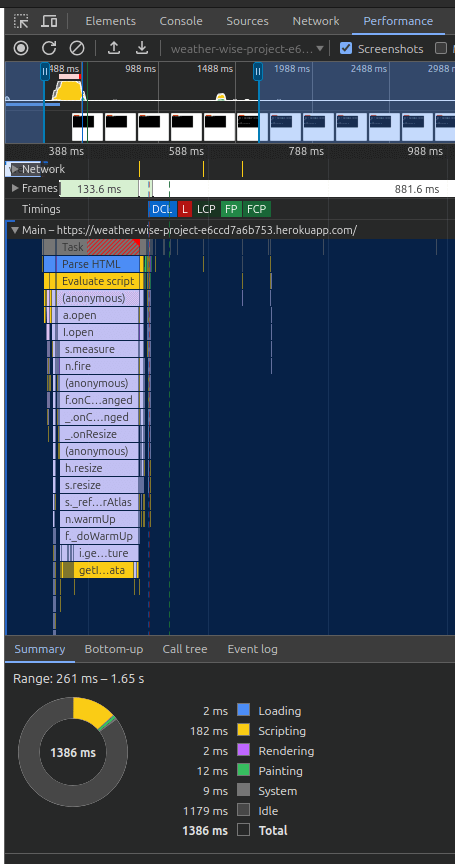 Elements Console Sources Network Performance
weather-wise-project-e6… Screenshots
488 ms 988 ms 1488 ms 1988 ms 2488 ms 2988 ms
388 ms 588 ms 788 ms 988 ms
Network
Frames 133.6 ms 881.6 ms
Timings DCL L LCP FP FCP
Main – https://weather-wise-project-e6ccd7a6b753.herokuapp.com/
Task
Parse HTML
Evaluate script
(anonymous)
a.open
l.open
s.measure
n.fire
(anonymous)
f.onC…anged
_.onC…nged
_.onResize
(anonymous)
h.resize
s.resize
s._ref…rAtlas
n.warmUp
f._doWarmUp
i.ge…ture
getI…ata
Summary Bottom-up Call tree Event log
Range: 261 ms – 1.65 s
1386 ms
2 ms Loading
182 ms Scripting
2 ms Rendering
12 ms Painting
9 ms System
1179 ms Idle
1386 ms Total